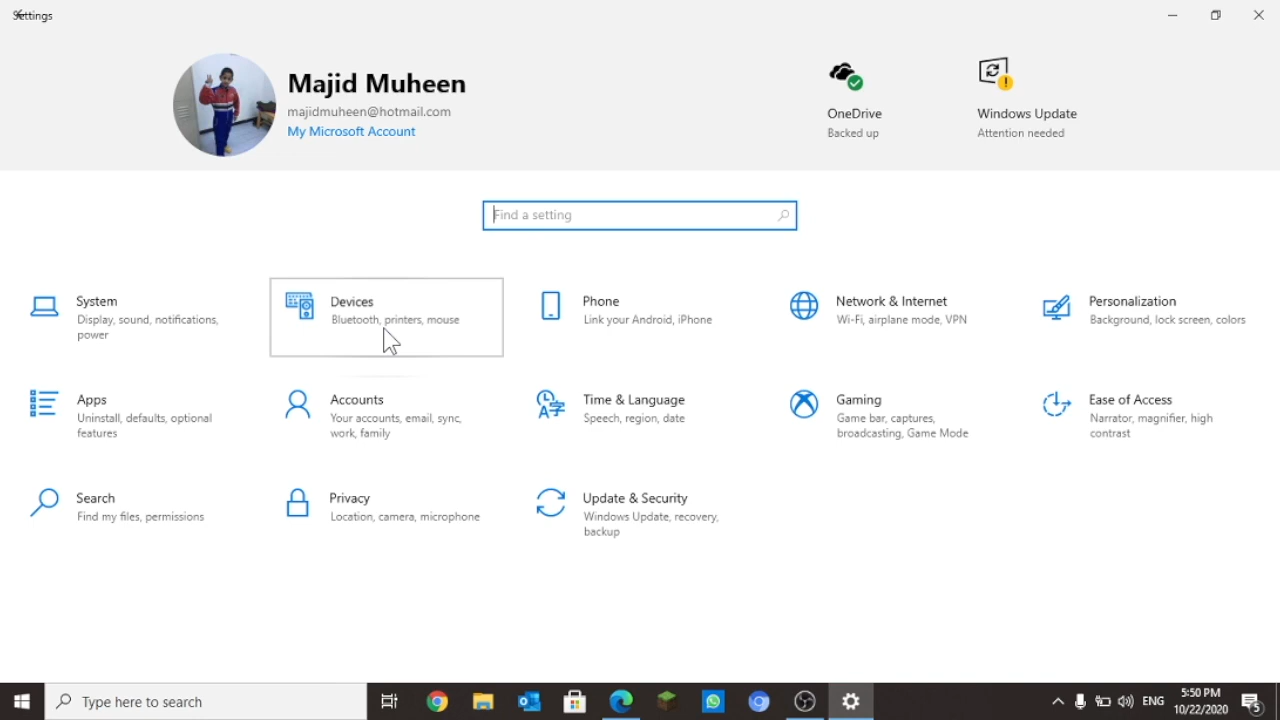 Settings
Majid Muheen
majidmuheen@hotmail.com
My Microsoft Account
OneDrive
Backed up
Windows Update
Attention needed
Find a setting
System
Display, sound, notifications,
power
Devices
Bluetooth, printers, mouse
Phone
Link your Android, iPhone
Network & Internet
Wi-Fi, airplane mode, VPN
Personalization
Background, lock screen, colors
Apps
Uninstall, defaults, optional
features
Accounts
Your accounts, email, sync,
work, family
Time & Language
Speech, region, date
Gaming
Game bar, captures,
broadcasting, Game Mode
Ease of Access
Narrator, magnifier, high
contrast
Search
Find my files, permissions
Privacy
Location, camera, microphone
Update & Security
Windows Update, recovery,
backup
Type here to search
ENG
5:50 PM
10/22/2020
5